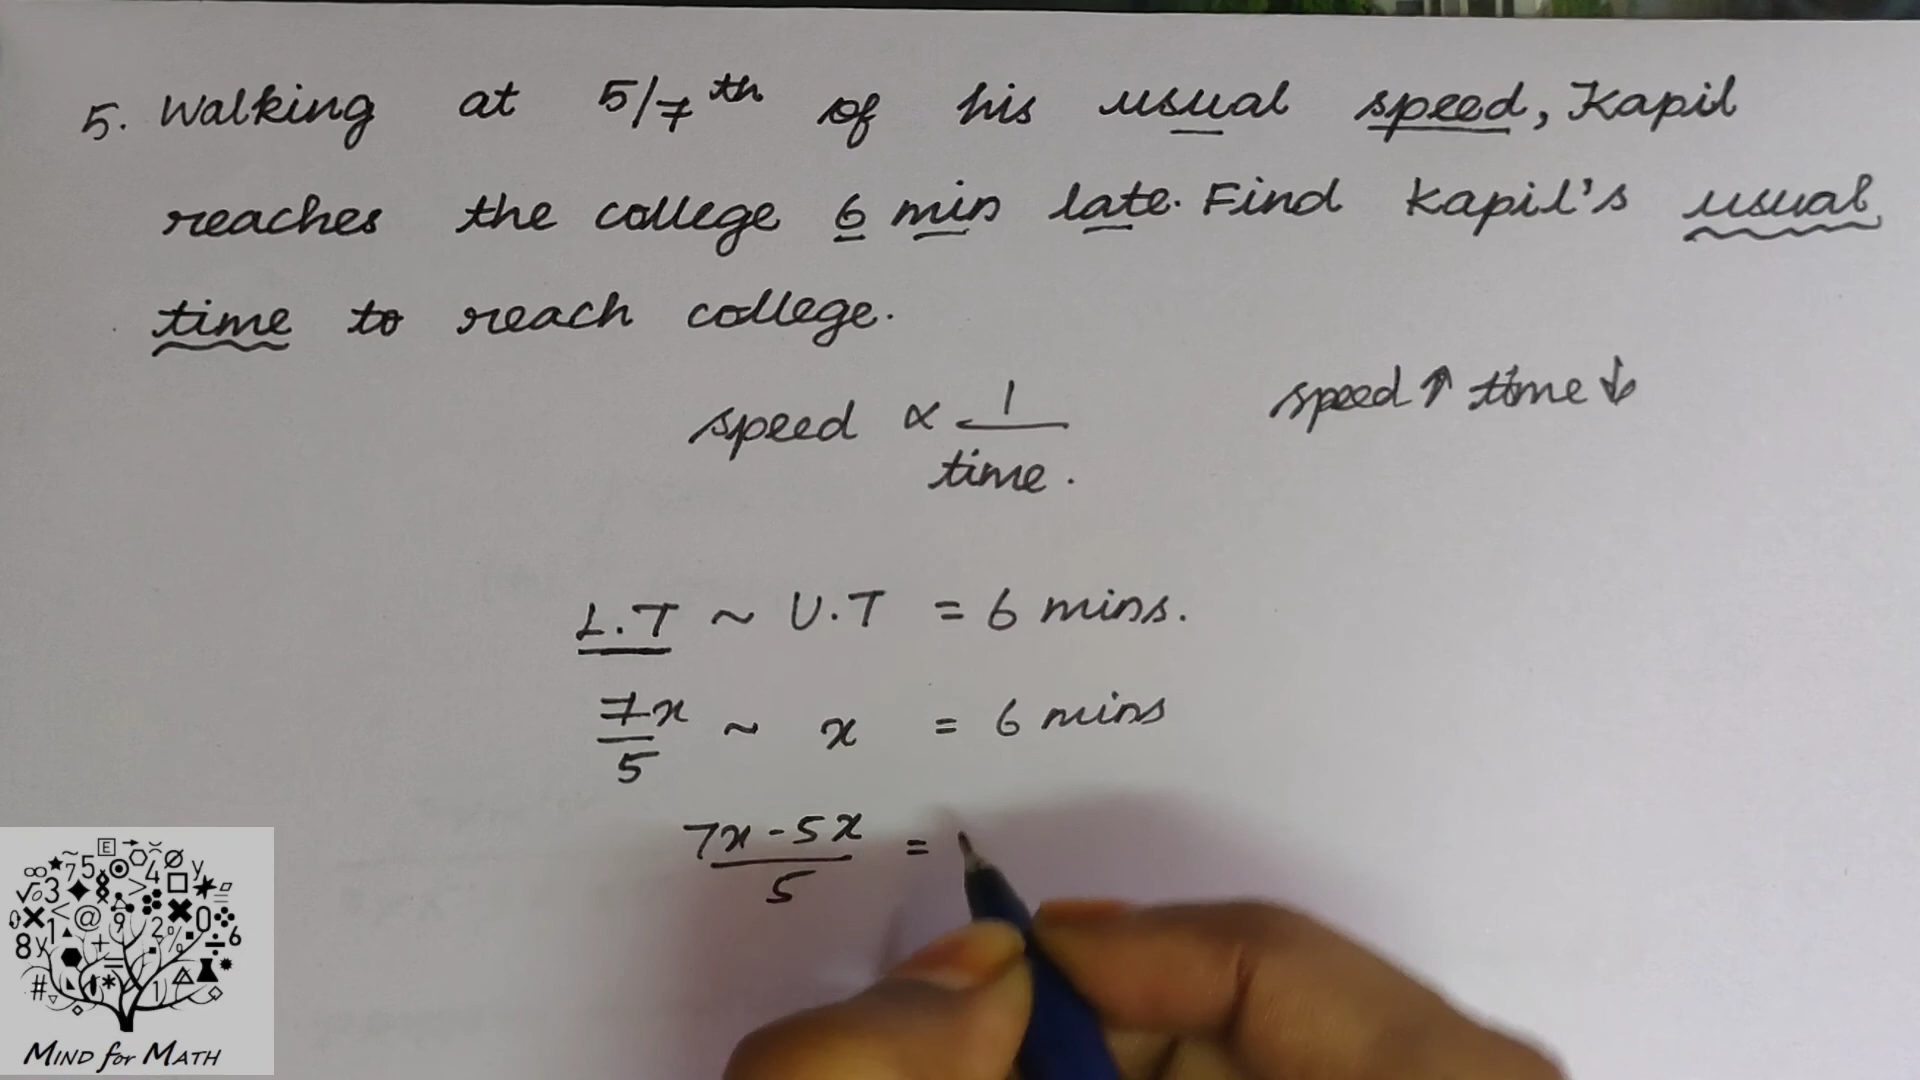 5. Walking at 5/7th of his usual speed, Kapil
reaches the college 6 min late. Find Kapil's usual
time to reach college.
speed ∝ 1/time.
speed ↑ time ↓
L.T ~ U.T = 6 mins.
7x/5 ~ x = 6 mins
7x-5x/5 =
MIND for MATH